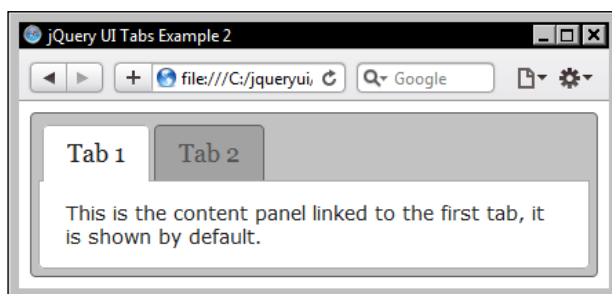 jQuery UI Tabs Example 2
file:///C:/jqueryui/
Google
Tab 1 Tab 2
This is the content panel linked to the first tab, it
is shown by default.